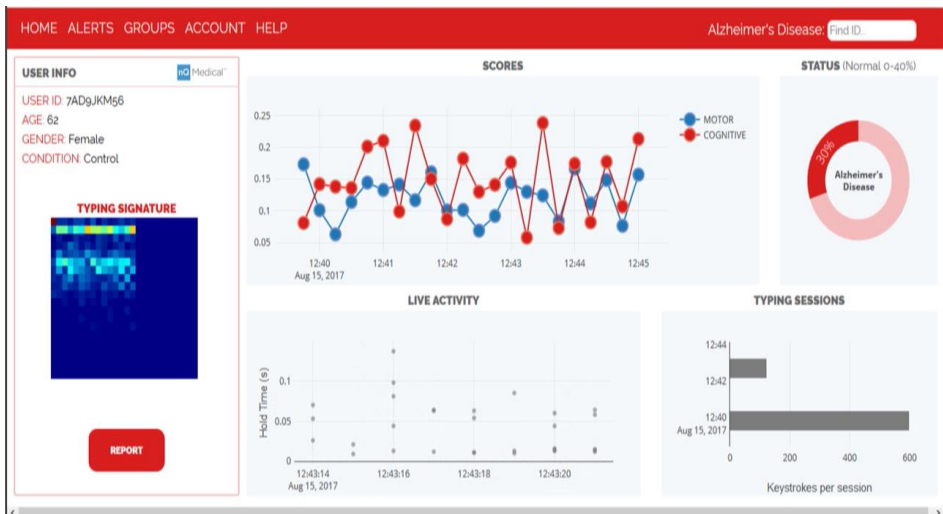 HOME ALERTS GROUPS ACCOUNT HELP
Alzheimer's Disease: Find ID...
USER INFO
nQ Medical™
USER ID: 7AD9JKM56
AGE: 62
GENDER: Female
CONDITION: Control
TYPING SIGNATURE
REPORT
SCORES
0.25
0.2
0.15
0.1
0.05
12:40 12:41 12:42 12:43 12:44 12:45
Aug 15, 2017
MOTOR
COGNITIVE
STATUS (Normal 0-40%)
30%
Alzheimer's
Disease
LIVE ACTIVITY
Hold Time (s)
0.1
0.05
0
12:43:14 12:43:16 12:43:18 12:43:20
Aug 15, 2017
TYPING SESSIONS
12:44
12:42
12:40
Aug 15, 2017
0 200 400 600
Keystrokes per session